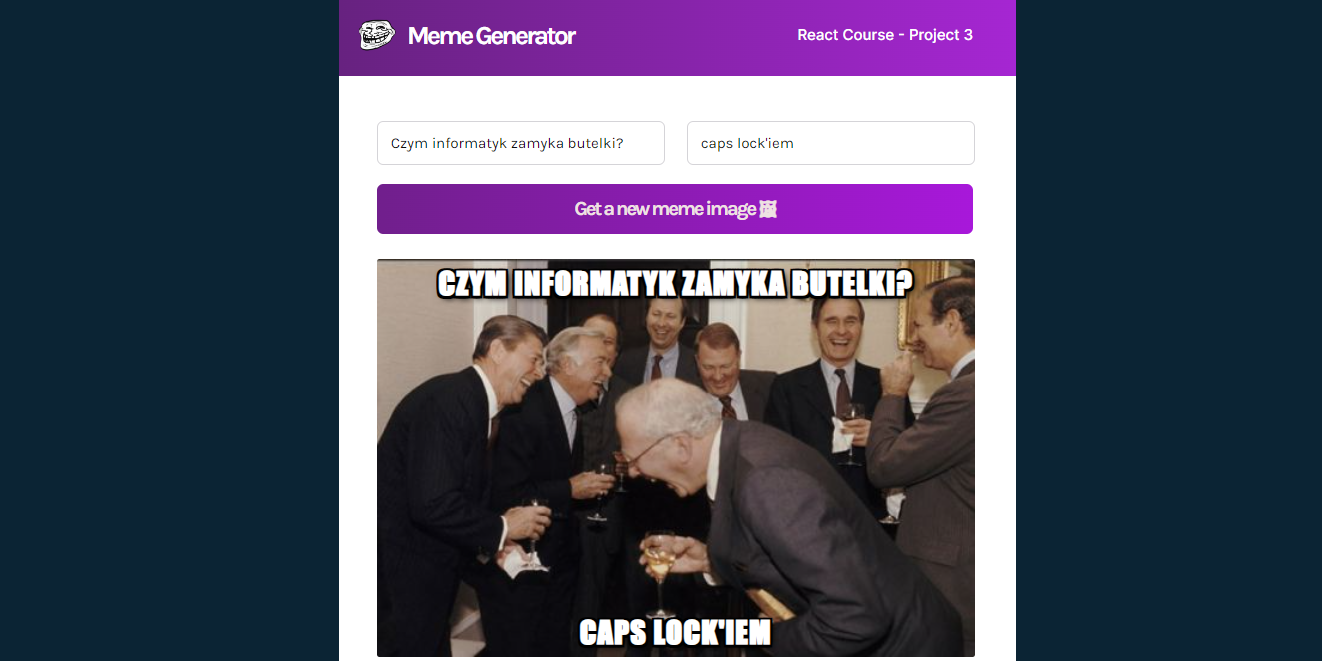 Meme Generator
React Course - Project 3
Czym informatyk zamyka butelki?
caps lock'iem
Get a new meme image 🖼
CZYM INFORMATYK ZAMYKA BUTELKI?
CAPS LOCK'IEM